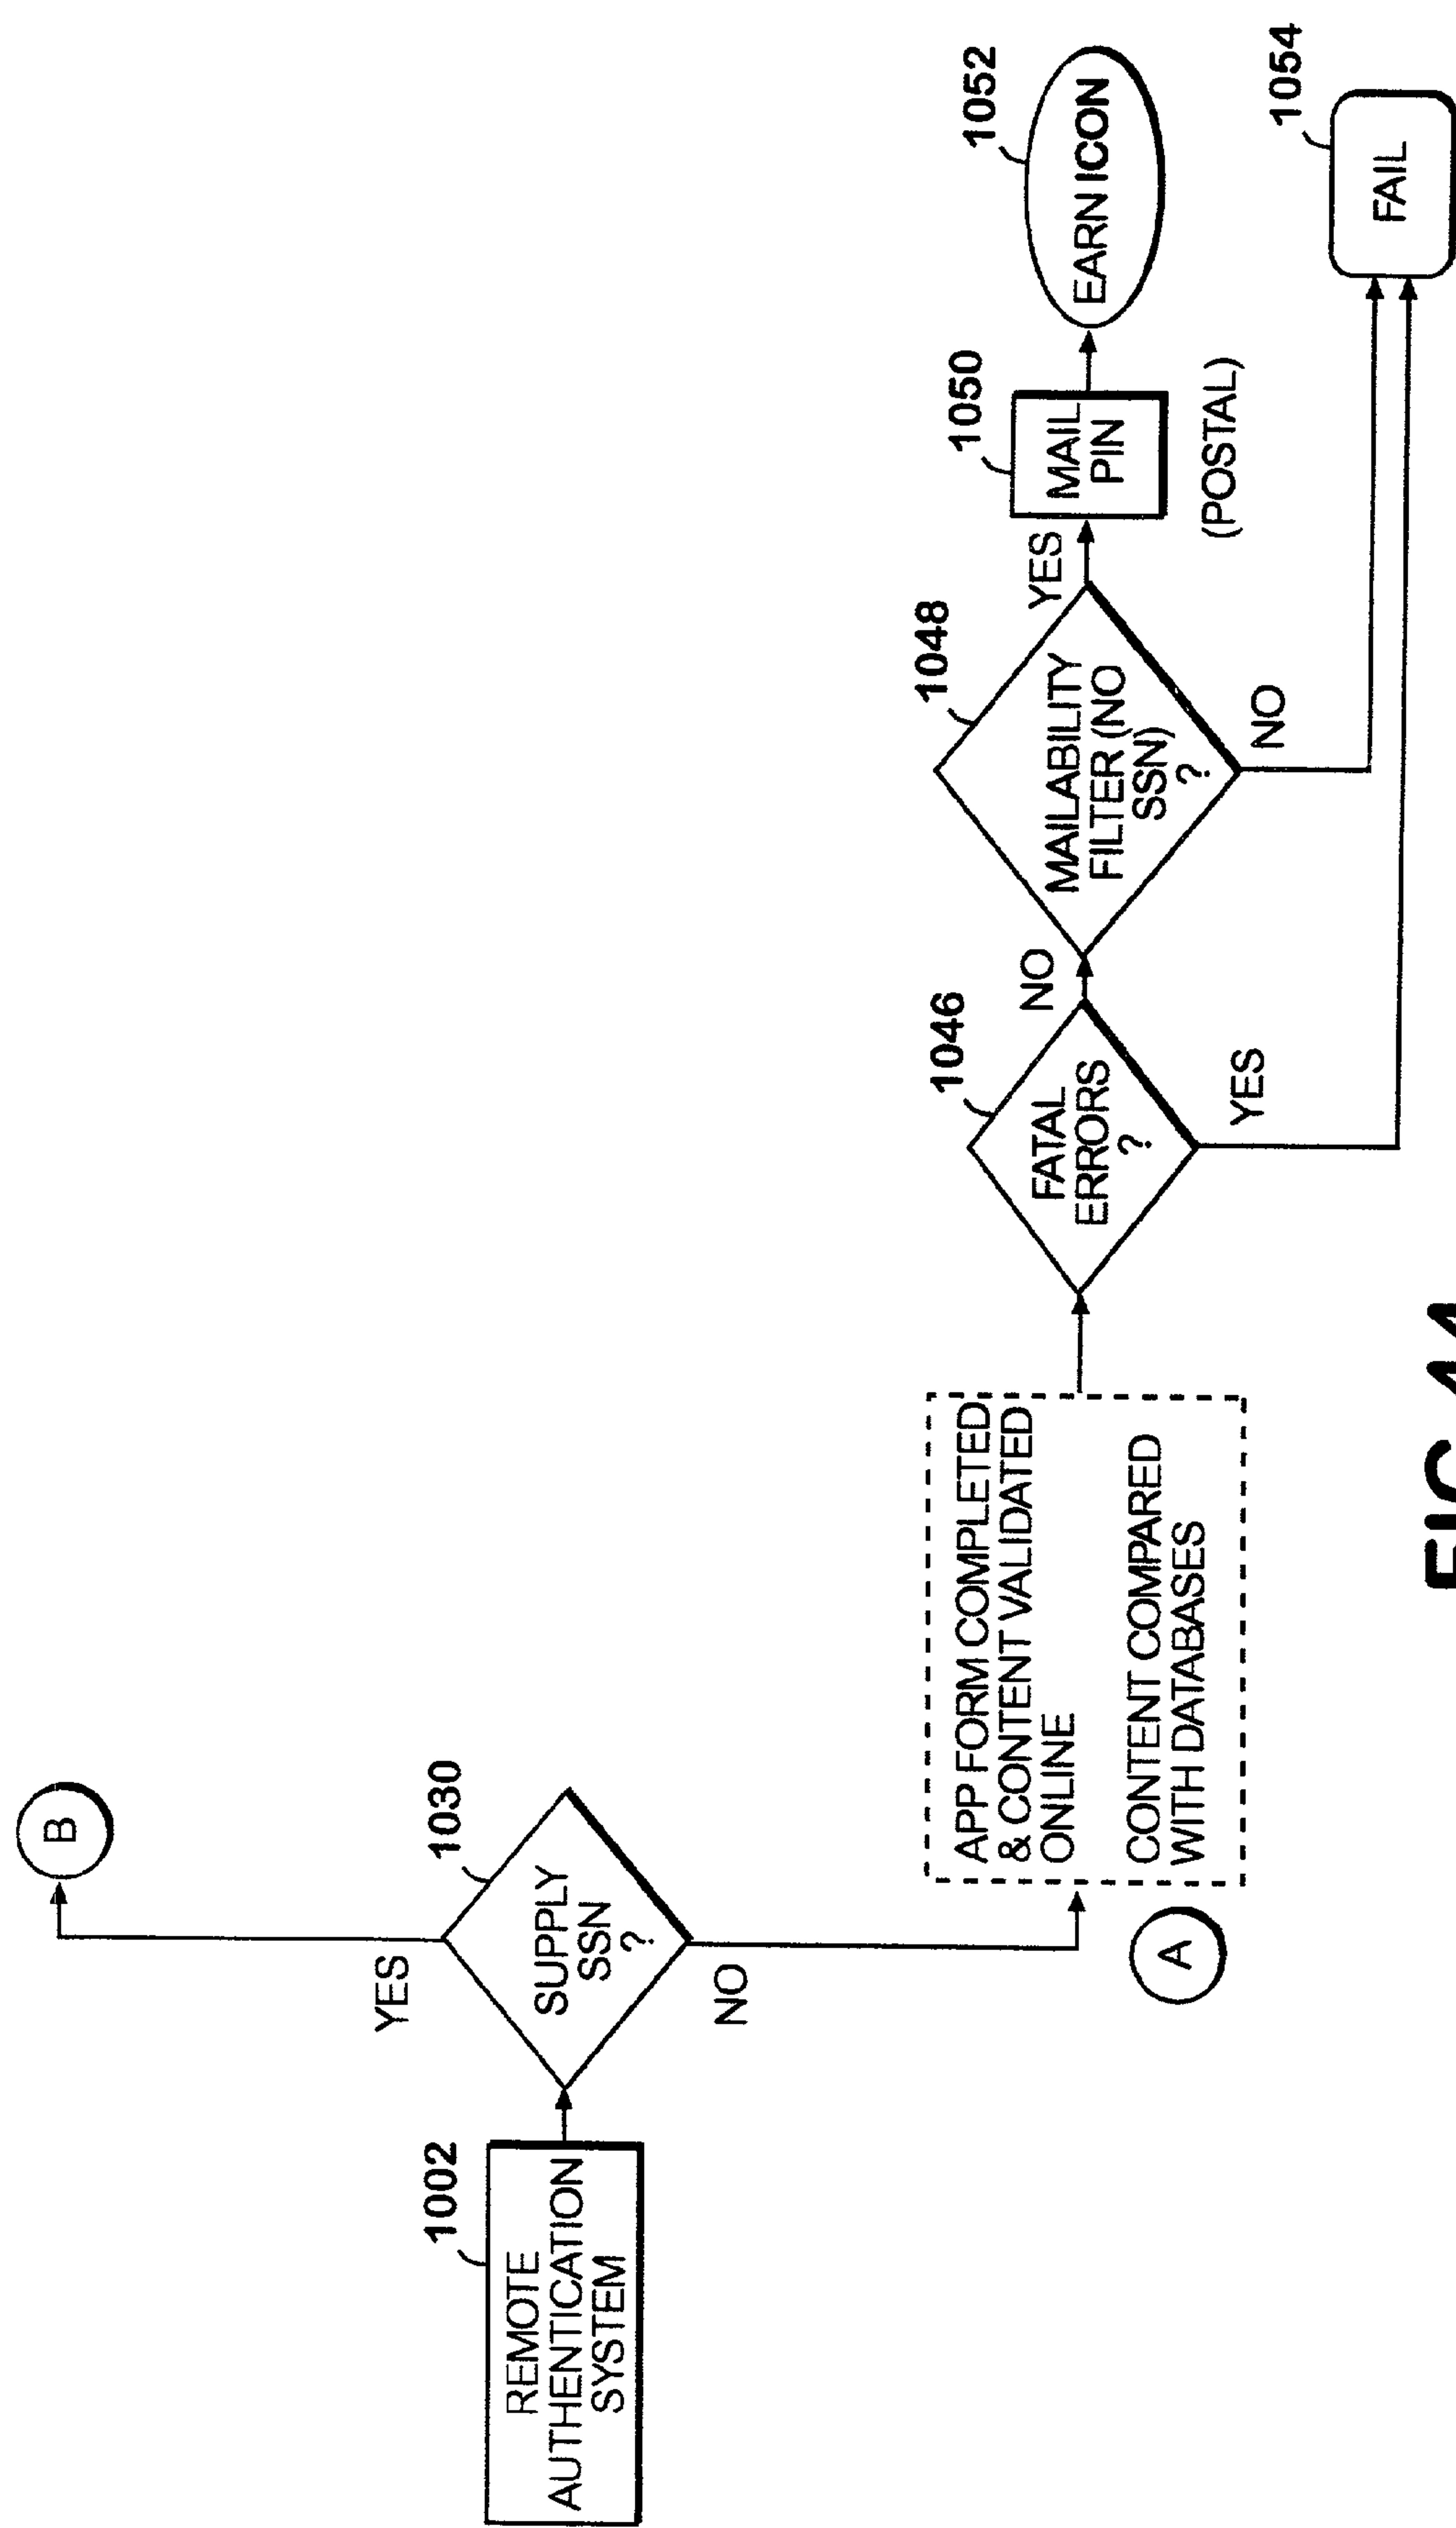 B
1030
YES
SUPPLY
SSN
?
NO
1002
REMOTE
AUTHENTICATION
SYSTEM
A
APP FORM COMPLETED
& CONTENT VALIDATED
ONLINE
CONTENT COMPARED
WITH DATABASES
1046
FATAL
ERRORS
?
NO
YES
1048
MAILABILITY
FILTER (NO
SSN)
?
YES
NO
1050
MAIL
PIN
(POSTAL)
1052
EARN ICON
1054
FAIL